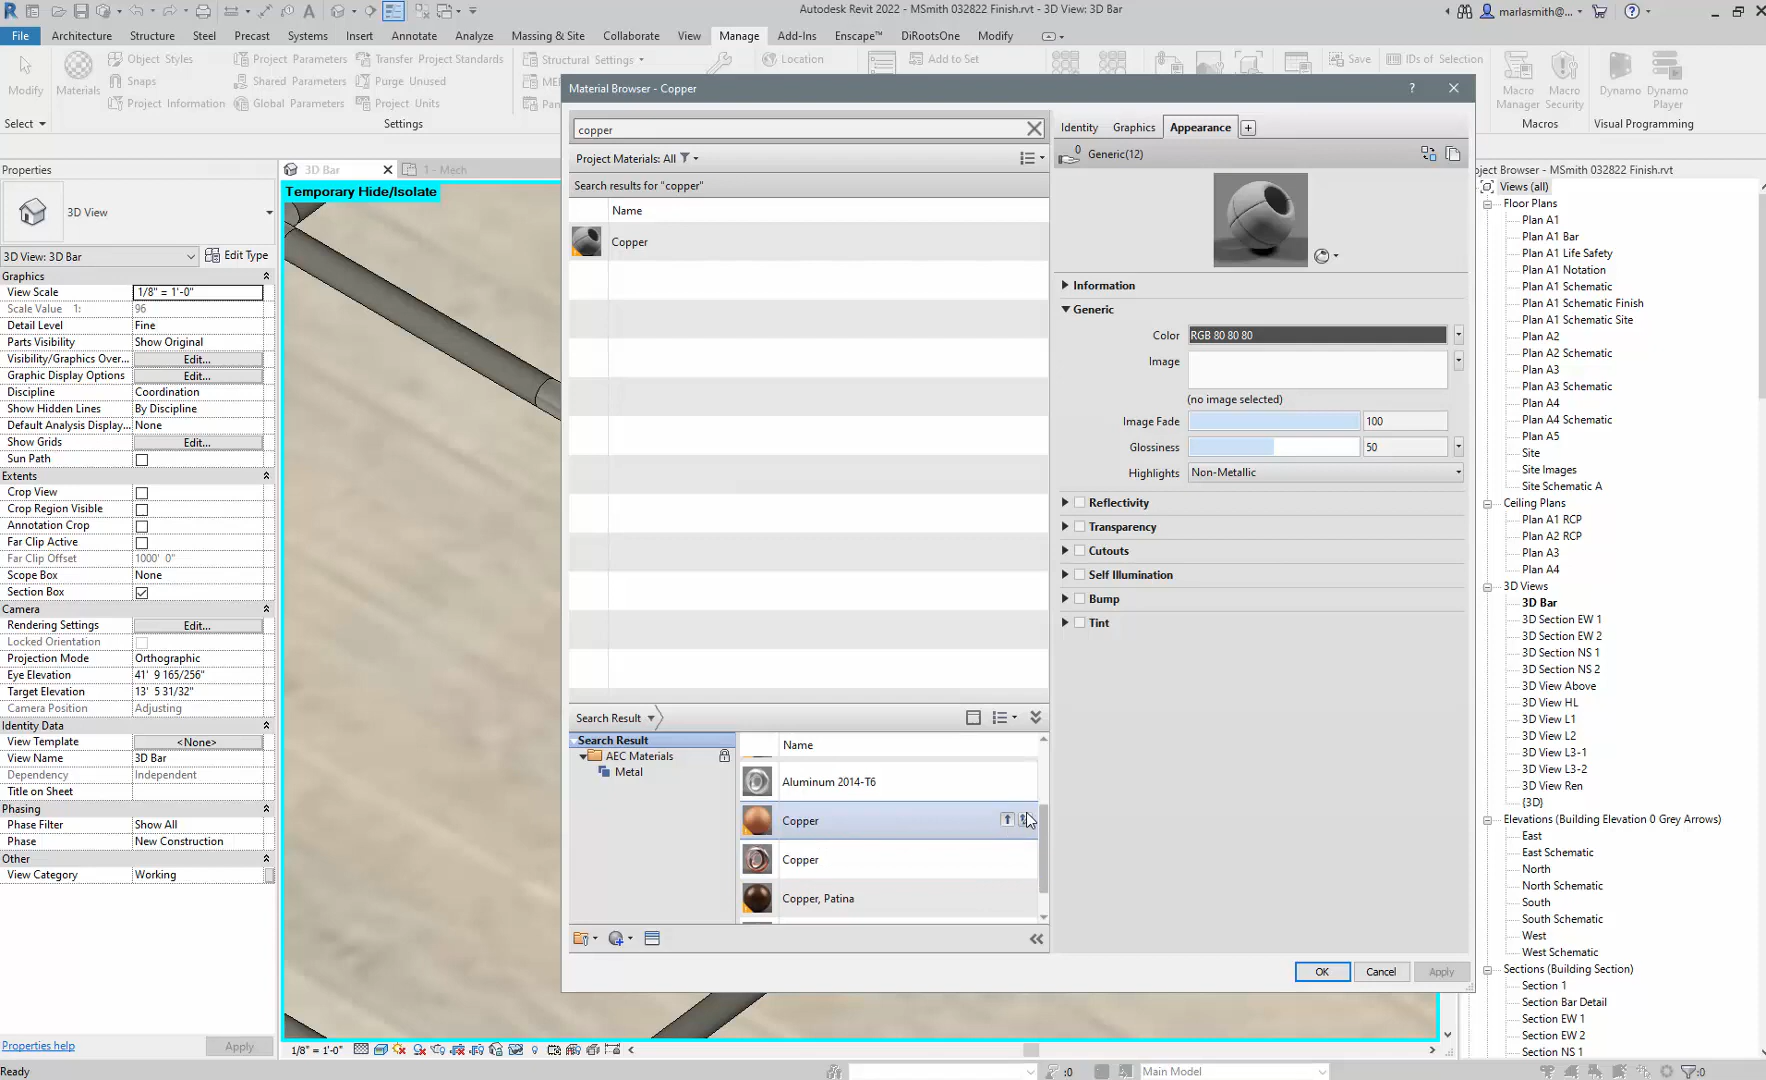 Autodesk Revit 2022 - MSmith 032822 Finish.rvt - 3D View: 3D Bar
marlasmith@...
File Architecture Structure Steel Precast Systems Insert Annotate Analyze Massing & Site Collaborate View Manage Add-Ins Enscape™ DiRootsOne Modify
Modify
Select
Materials
Object Styles
Snaps
Project Information
Project Parameters
Shared Parameters
Global Parameters
Transfer Project Standards
Purge Unused
Project Units
Settings
Structural Settings
Location
Add to Set
Save
IDs of Selection
Macro Manager
Macro Security
Macros
Dynamo
Dynamo Player
Visual Programming
Properties
3D View
3D View: 3D Bar
Edit Type
Graphics
View Scale 1/8" = 1'-0"
Scale Value 1: 96
Detail Level Fine
Parts Visibility Show Original
Visibility/Graphics Over... Edit...
Graphic Display Options Edit...
Discipline Coordination
Show Hidden Lines By Discipline
Default Analysis Display... None
Show Grids Edit...
Sun Path
Extents
Crop View
Crop Region Visible
Annotation Crop
Far Clip Active
Far Clip Offset 1000' 0"
Scope Box None
Section Box
Camera
Rendering Settings Edit...
Locked Orientation
Projection Mode Orthographic
Eye Elevation 41' 9 165/256"
Target Elevation 13' 5 31/32"
Camera Position Adjusting
Identity Data
View Template <None>
View Name 3D Bar
Dependency Independent
Title on Sheet
Phasing
Phase Filter Show All
Phase New Construction
Other
View Category Working
Properties help
Apply
Ready
3D Bar
1 - Mech
Temporary Hide/Isolate
1/8" = 1'-0"
:0
Main Model
:0
Material Browser - Copper
?
copper
Project Materials: All
Search results for "copper"
Name
Copper
Search Result
Search Result
AEC Materials
Metal
Name
Aluminum 2014-T6
Copper
Copper
Copper, Patina
Identity Graphics Appearance
0
Generic(12)
Information
Generic
Color RGB 80 80 80
Image
(no image selected)
Image Fade 100
Glossiness 50
Highlights Non-Metallic
Reflectivity
Transparency
Cutouts
Self Illumination
Bump
Tint
OK Cancel Apply
ject Browser - MSmith 032822 Finish.rvt
Views (all)
Floor Plans
Plan A1
Plan A1 Bar
Plan A1 Life Safety
Plan A1 Notation
Plan A1 Schematic
Plan A1 Schematic Finish
Plan A1 Schematic Site
Plan A2
Plan A2 Schematic
Plan A3
Plan A3 Schematic
Plan A4
Plan A4 Schematic
Plan A5
Site
Site Images
Site Schematic A
Ceiling Plans
Plan A1 RCP
Plan A2 RCP
Plan A3
Plan A4
3D Views
3D Bar
3D Section EW 1
3D Section EW 2
3D Section NS 1
3D Section NS 2
3D View Above
3D View HL
3D View L1
3D View L2
3D View L3-1
3D View L3-2
3D View Ren
{3D}
Elevations (Building Elevation 0 Grey Arrows)
East
East Schematic
North
North Schematic
South
South Schematic
West
West Schematic
Sections (Building Section)
Section 1
Section Bar Detail
Section EW 1
Section EW 2
Section NS 1